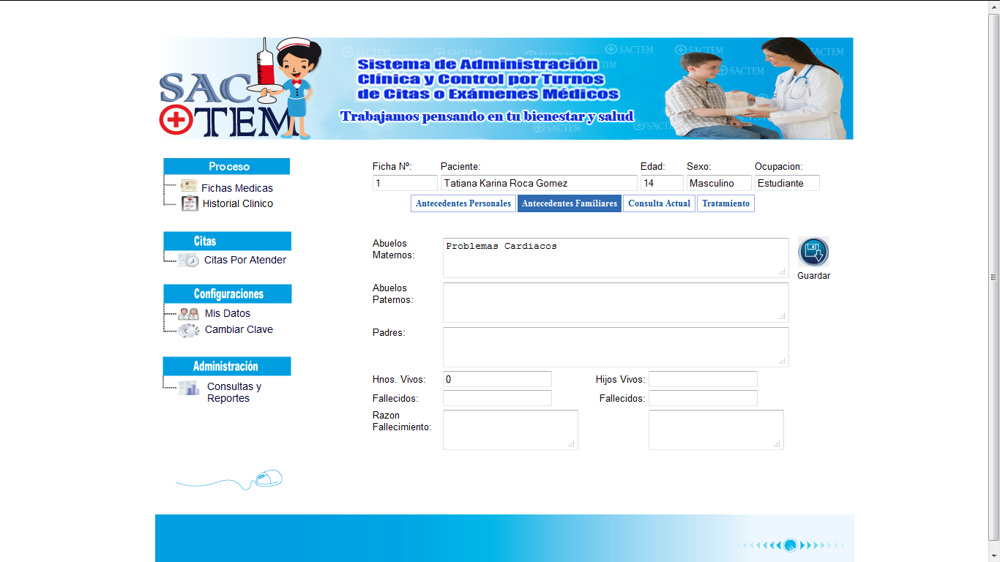 SACTEM
SACTEM
SACTEM
SACTEM
SAC
TEM
Sistema de Administración
Clínica y Control por Turnos
de Citas o Exámenes Médicos
Trabajamos pensando en tu bienestar y salud
Proceso
Fichas Medicas
Historial Clinico
Citas
Citas Por Atender
Configuraciones
Mis Datos
Cambiar Clave
Administración
Consultas y
Reportes
Ficha Nº: Paciente: Edad: Sexo: Ocupacion:
1 Tatiana Karina Roca Gomez 14 Masculino Estudiante
Antecedentes Personales Antecedentes Familiares Consulta Actual Tratamiento
Abuelos
Maternos:
Problemas Cardiacos
Guardar
Abuelos
Paternos:
Padres:
Hnos. Vivos: 0 Hijos Vivos:
Fallecidos: Fallecidos:
Razon
Fallecimiento: